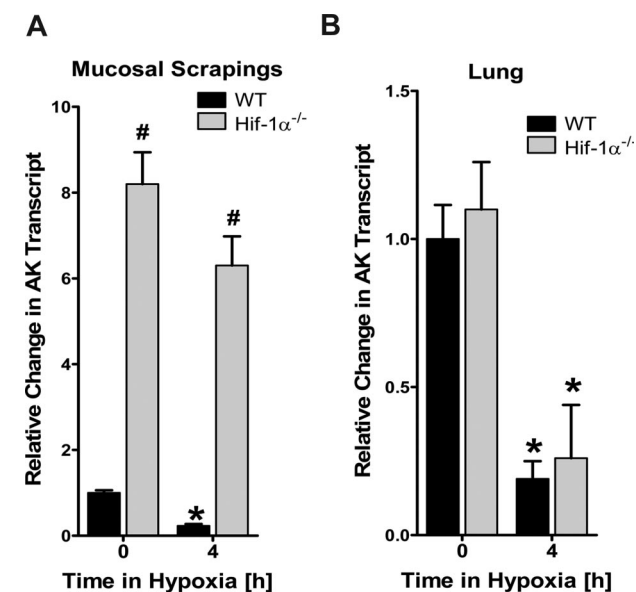 A
Mucosal Scrapings
WT
Hif-1α-/-
#
#
*
10
8
6
4
2
0
Relative Change in AK Transcript
0
4
Time in Hypoxia [h]
B
Lung
WT
Hif-1α-/-
*
*
1.5
1.0
0.5
0.0
Relative Change in AK Transcript
0
4
Time in Hypoxia [h]